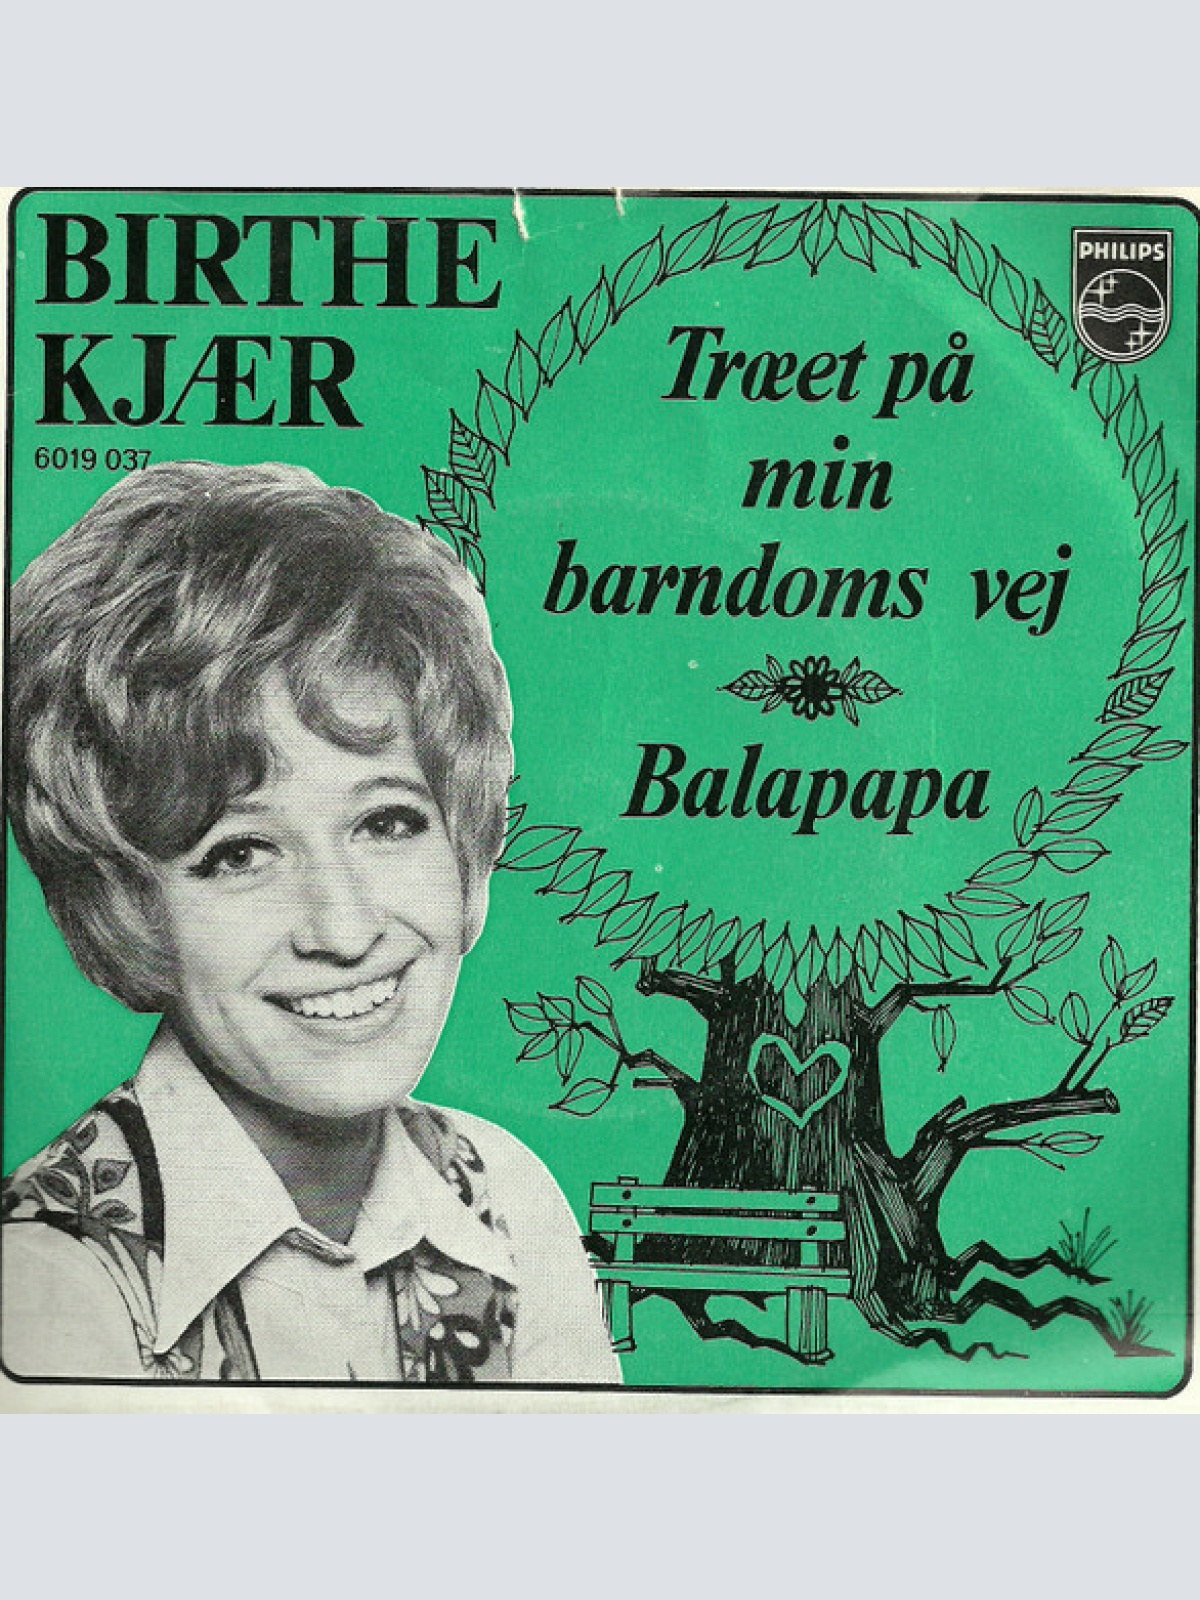 BIRTHE
KJÆR
6019 037
PHILIPS
Træet på
min
barndoms vej
Balapapa